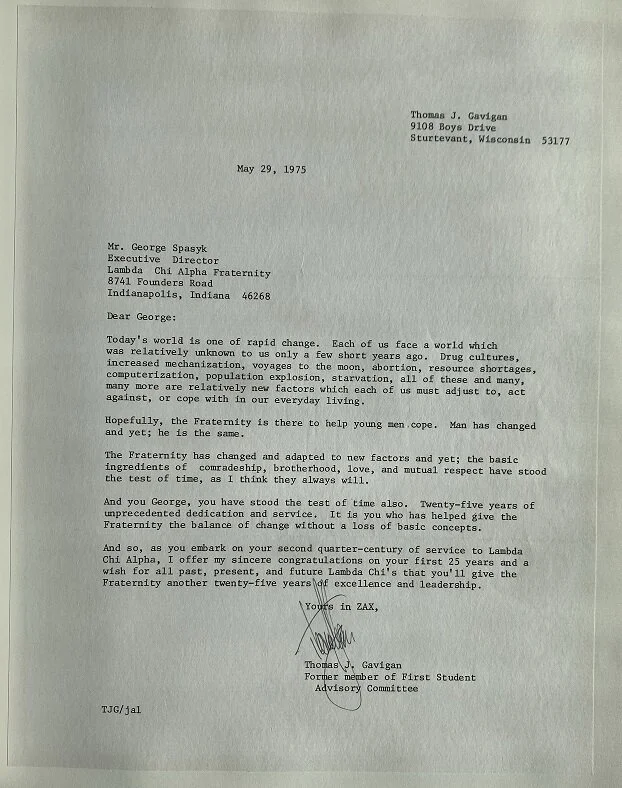 Thomas J. Gavigan
9108 Boys Drive
Sturtevant, Wisconsin 53177
May 29, 1975
Mr. George Spasyk
Executive Director
Lambda Chi Alpha Fraternity
8741 Founders Road
Indianapolis, Indiana 46268
Dear George:
Today's world is one of rapid change. Each of us face a world which
was relatively unknown to us only a few short years ago. Drug cultures,
increased mechanization, voyages to the moon, abortion, resource shortages,
computerization, population explosion, starvation, all of these and many,
many more are relatively new factors which each of us must adjust to, act
against, or cope with in our everyday living.
Hopefully, the Fraternity is there to help young men cope. Man has changed
and yet; he is the same.
The Fraternity has changed and adapted to new factors and yet; the basic
ingredients of comradeship, brotherhood, love, and mutual respect have stood
the test of time, as I think they always will.
And you George, you have stood the test of time also. Twenty-five years of
unprecedented dedication and service. It is you who has helped give the
Fraternity the balance of change without a loss of basic concepts.
And so, as you embark on your second quarter-century of service to Lambda
Chi Alpha, I offer my sincere congratulations on your first 25 years and a
wish for all past, present, and future Lambda Chi's that you'll give the
Fraternity another twenty-five years of excellence and leadership.
Yours in ZAX,
Thomas J. Gavigan
Former member of First Student
Advisory Committee
TJG/jal